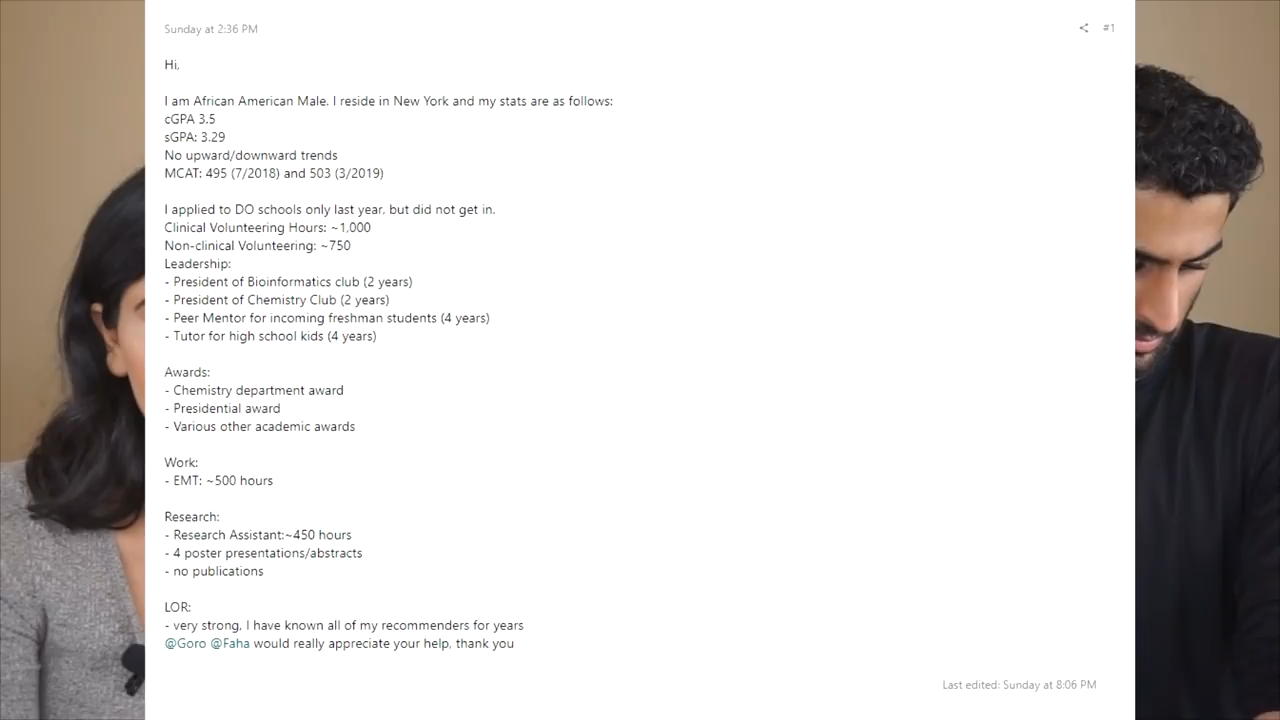 Sunday at 2:36 PM
#1
Hi,
I am African American Male. I reside in New York and my stats are as follows:
cGPA 3.5
sGPA: 3.29
No upward/downward trends
MCAT: 495 (7/2018) and 503 (3/2019)
I applied to DO schools only last year, but did not get in.
Clinical Volunteering Hours: ~1,000
Non-clinical Volunteering: ~750
Leadership:
- President of Bioinformatics club (2 years)
- President of Chemistry Club (2 years)
- Peer Mentor for incoming freshman students (4 years)
- Tutor for high school kids (4 years)
Awards:
- Chemistry department award
- Presidential award
- Various other academic awards
Work:
- EMT: ~500 hours
Research:
- Research Assistant:~450 hours
- 4 poster presentations/abstracts
- no publications
LOR:
- very strong, I have known all of my recommenders for years
@Goro @Faha would really appreciate your help, thank you
Last edited: Sunday at 8:06 PM